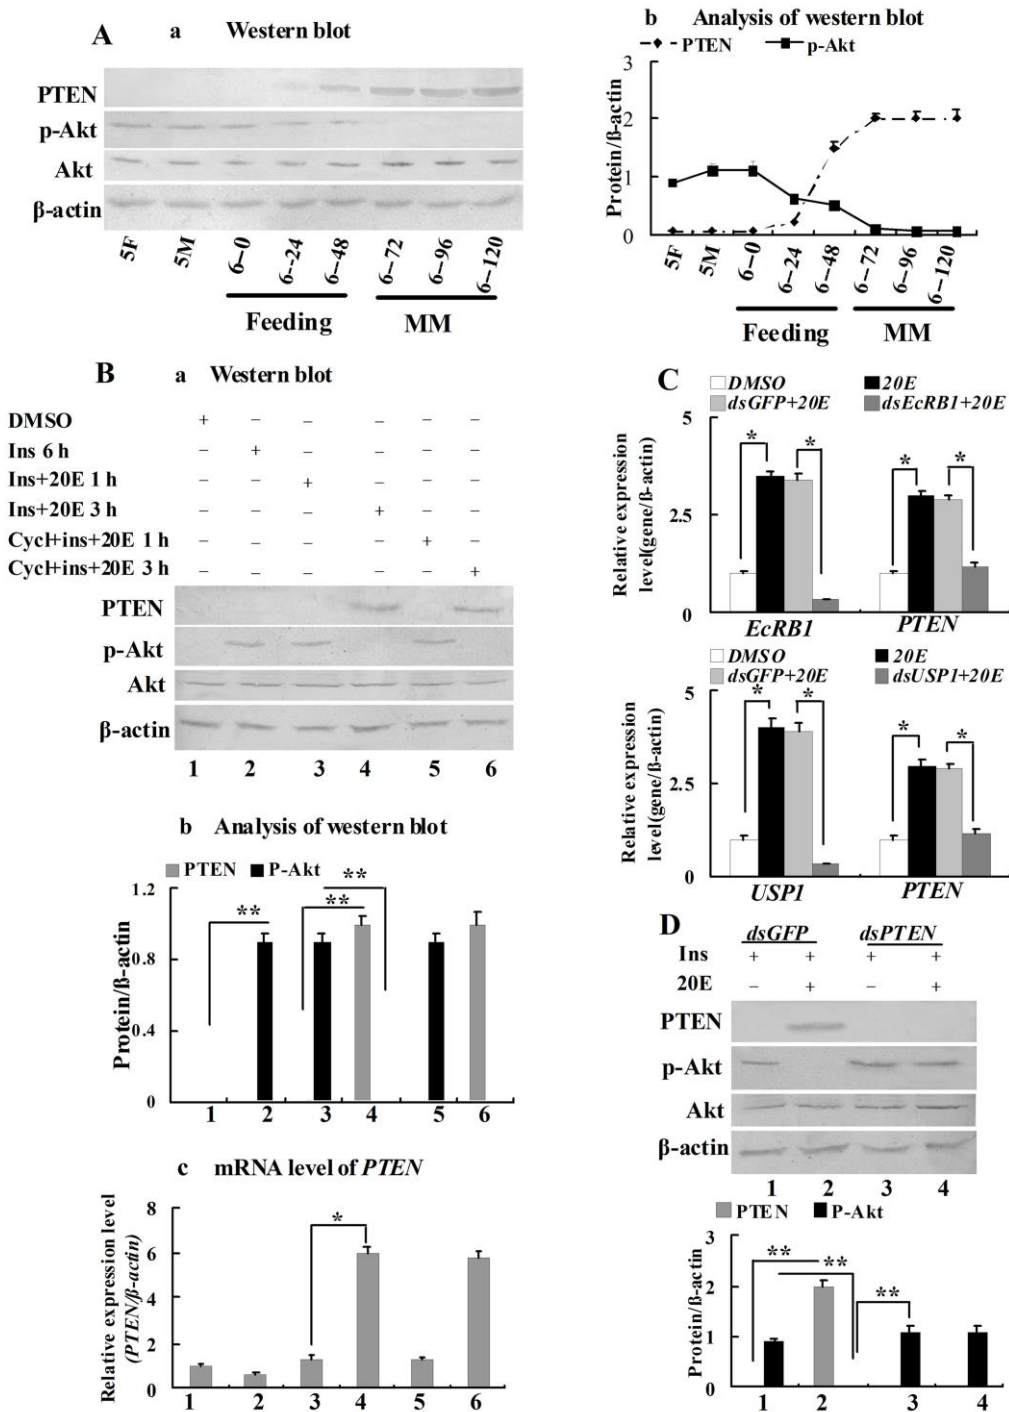 A
a Western blot
PTEN
p-Akt
Akt
β-actin
5F 5M 6--0 6--24 6--48 6--72 6--96 6--120
Feeding MM
b Analysis of western blot
PTEN p-Akt
Protein/ß-actin
3
2
1
0
5F 5M 6--0 6--24 6--48 6--72 6--96 6--120
Feeding MM
B
a Western blot
DMSO + – – – – –
Ins 6 h – + – – – –
Ins+20E 1 h – – + – – –
Ins+20E 3 h – – – + – –
Cycl+ins+20E 1 h – – – – + –
Cycl+ins+20E 3 h – – – – – +
PTEN
p-Akt
Akt
β-actin
1 2 3 4 5 6
b Analysis of western blot
PTEN P-Akt
Protein/ß-actin
1.2
0.8
0.4
0
** ** **
1 2 3 4 5 6
c mRNA level of PTEN
Relative expression level
(PTEN/β-actin)
8
6
4
2
0
*
1 2 3 4 5 6
C
DMSO 20E
dsGFP+20E dsEcRB1+20E
Relative expression
level(gene/ß-actin)
5
2.5
0
* * * *
EcRB1 PTEN
DMSO 20E
dsGFP+20E dsUSP1+20E
Relative expression
level(gene/ß-actin)
5
2.5
0
* * * *
USP1 PTEN
D
dsGFP dsPTEN
Ins + + + +
20E – + – +
PTEN
p-Akt
Akt
β-actin
1 2 3 4
PTEN P-Akt
Protein/ß-actin
3
2
1
0
** ** **
1 2 3 4